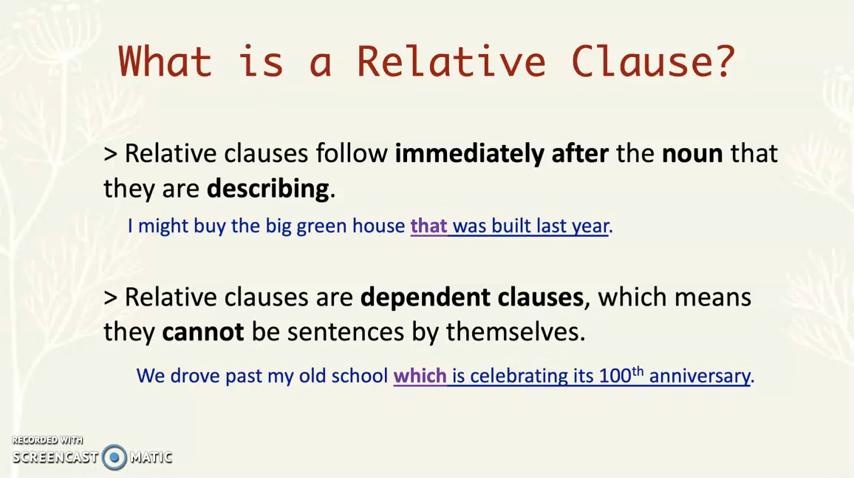 What is a Relative Clause?
> Relative clauses follow immediately after the noun that
they are describing.
I might buy the big green house that was built last year.
> Relative clauses are dependent clauses, which means
they cannot be sentences by themselves.
We drove past my old school which is celebrating its 100th anniversary.
RECORDED WITH
SCREENCAST MATIC